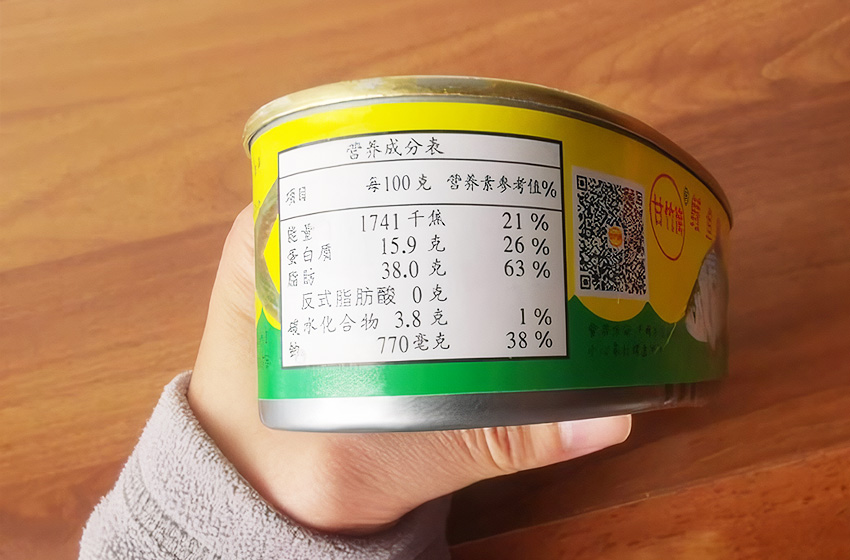 营养成分表
项目 每100克 营养素参考值%
能量 1741千焦 21%
蛋白质 15.9克 26%
脂肪 38.0克 63%
反式脂肪酸 0克
碳水化合物 3.8克 1%
钠 770毫克 38%
甘竹牌